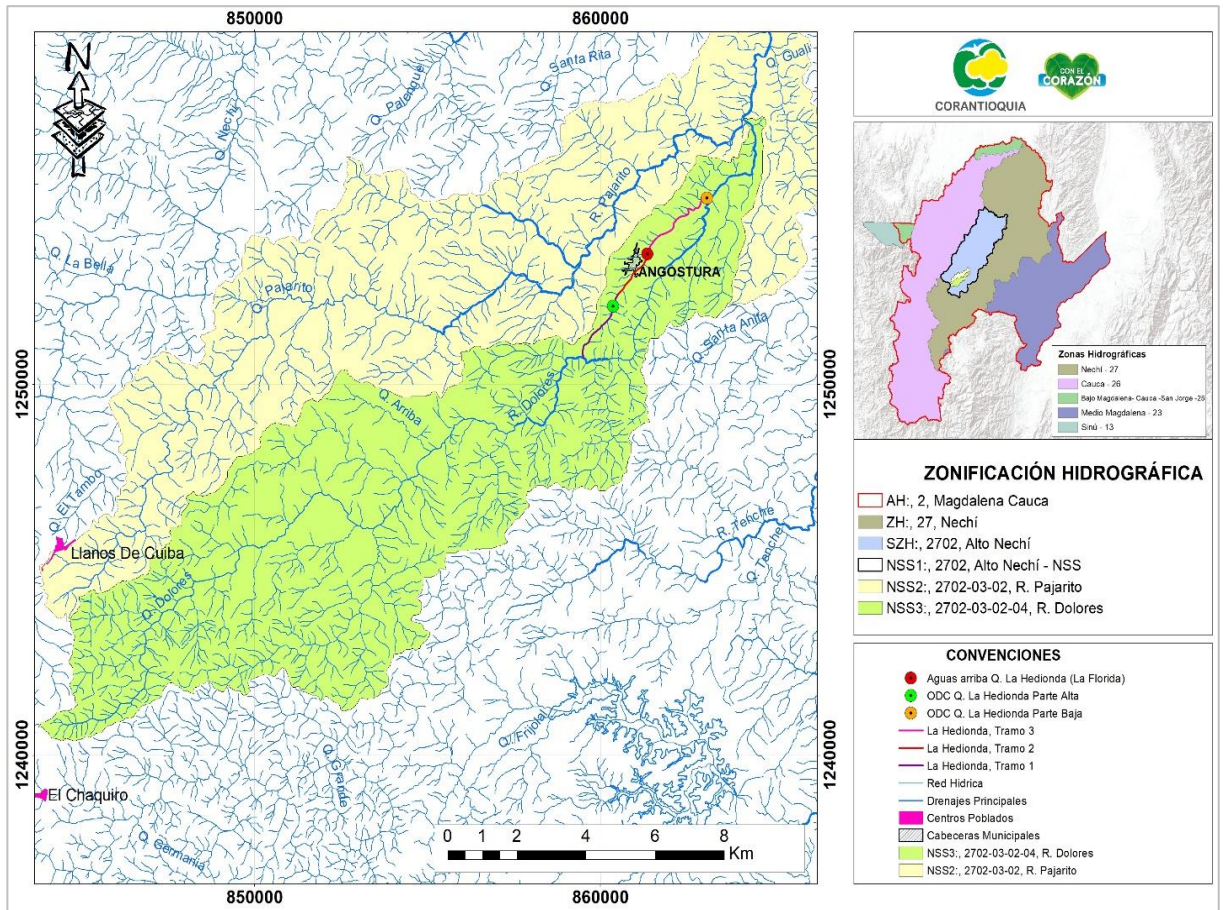 850000
860000
N
Q. Nechí
Q. Palenque
Q. Santa Rita
Q. Guali
R. Pajarito
Q. La Bella
Q. Pajarito
ANGOSTURA
Q. Santa Anita
1250000
1250000
Q. Arriba
R. Dolores
Q. El Tambo
Llanos De Cuiba
R. Tenche
Q. Tenche
Q. Dolores
1240000
1240000
Q. Friolal
Q. Grande
El Chaquiro
Q. Germania
0 1 2 4 6 8
Km
850000
860000
CORANTIOQUIA
CON EL
CORAZÓN
Zonas Hidrográficas
Nechí - 27
Cauca - 26
Bajo Magdalena- Cauca -San Jorge -25
Medio Magdalena - 23
Sinú - 13
ZONIFICACIÓN HIDROGRÁFICA
AH:, 2, Magdalena Cauca
ZH:, 27, Nechí
SZH:, 2702, Alto Nechí
NSS1:, 2702, Alto Nechí - NSS
NSS2:, 2702-03-02, R. Pajarito
NSS3:, 2702-03-02-04, R. Dolores
CONVENCIONES
Aguas arriba Q. La Hedionda (La Florida)
ODC Q. La Hedionda Parte Alta
ODC Q. La Hedionda Parte Baja
La Hedionda, Tramo 3
La Hedionda, Tramo 2
La Hedionda, Tramo 1
Red Hidrica
Drenajes Principales
Centros Poblados
Cabeceras Municipales
NSS3:, 2702-03-02-04, R. Dolores
NSS2:, 2702-03-02, R. Pajarito